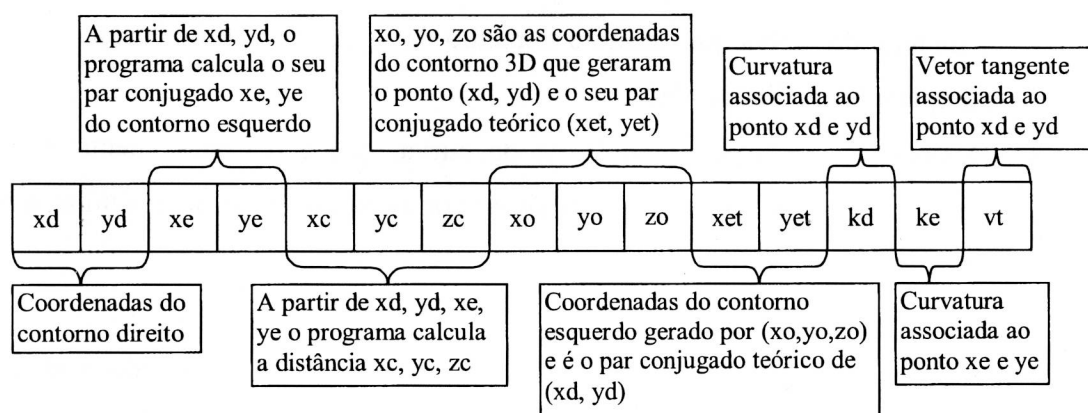 A partir de xd, yd, o
programa calcula o seu
par conjugado xe, ye
do contorno esquerdo
xo, yo, zo são as coordenadas
do contorno 3D que geraram
o ponto (xd, yd) e o seu par
conjugado teórico (xet, yet)
Curvatura
associada ao
ponto xd e yd
Vetor tangente
associada ao
ponto xd e yd
xd yd xe ye xc yc zc xo yo zo xet yet kd ke vt
Coordenadas do
contorno direito
A partir de xd, yd, xe,
ye o programa calcula
a distância xc, yc, zc
Coordenadas do contorno
esquerdo gerado por (xo,yo,zo)
e é o par conjugado teórico de
(xd, yd)
Curvatura
associada ao
ponto xe e ye